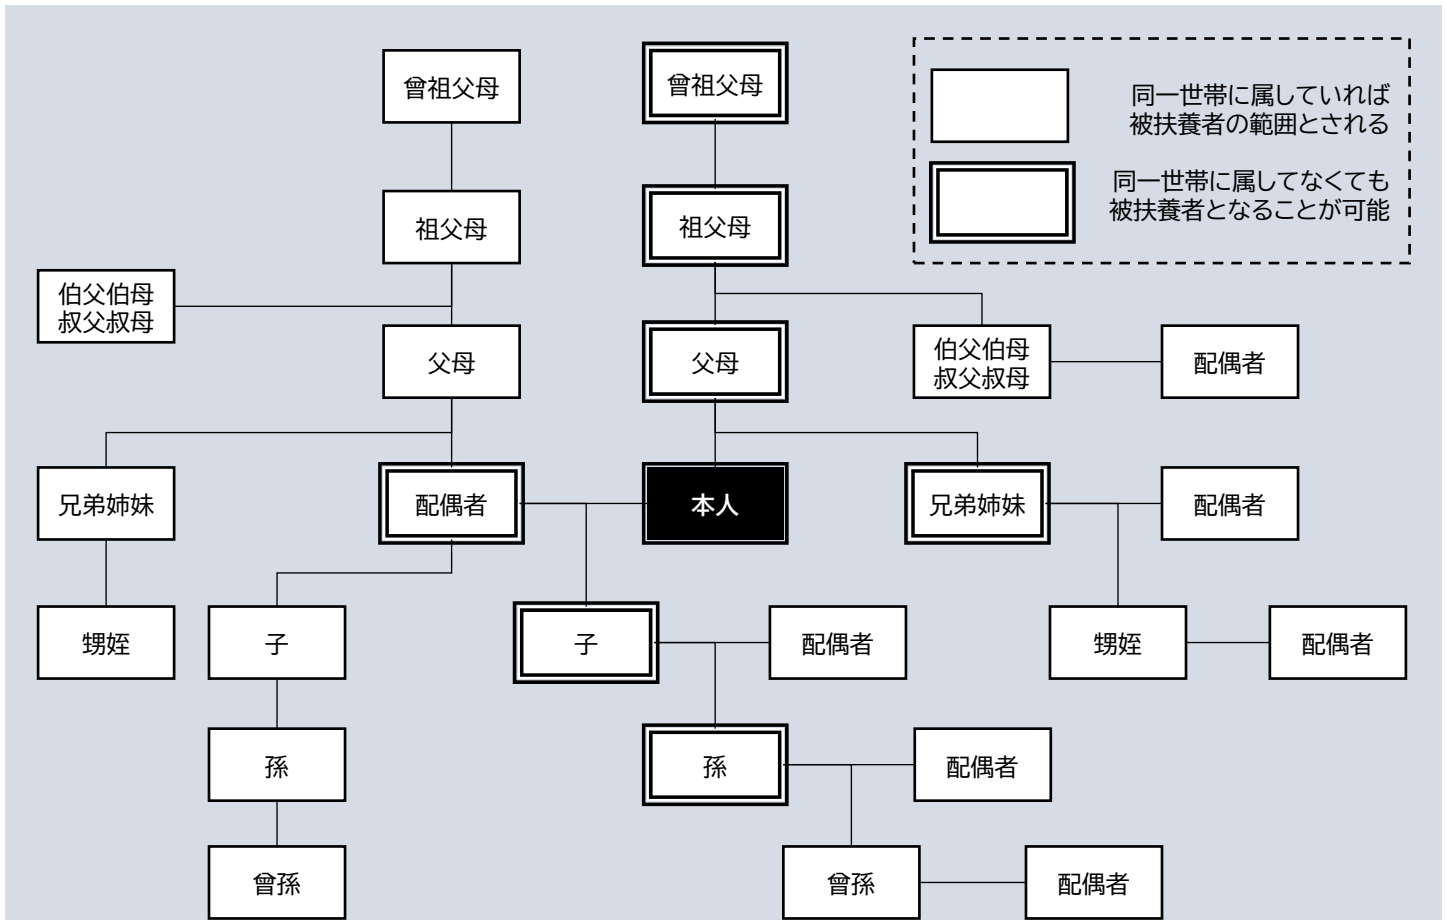 曾祖父母
曾祖父母
同一世帯に属していれば
被扶養者の範囲とされる
同一世帯に属してなくても
被扶養者となることが可能
祖父母
祖父母
伯父伯母
叔父叔母
父母
父母
伯父伯母
叔父叔母
配偶者
兄弟姉妹
配偶者
本人
兄弟姉妹
配偶者
甥姪
子
子
配偶者
甥姪
配偶者
孫
孫
配偶者
曾孫
曾孫
配偶者